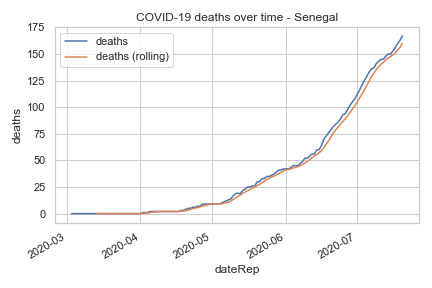 COVID-19 deaths over time - Senegal
deaths
deaths (rolling)
175
150
125
100
75
50
25
0
deaths
2020-03
2020-04
2020-05
2020-06
2020-07
dateRep